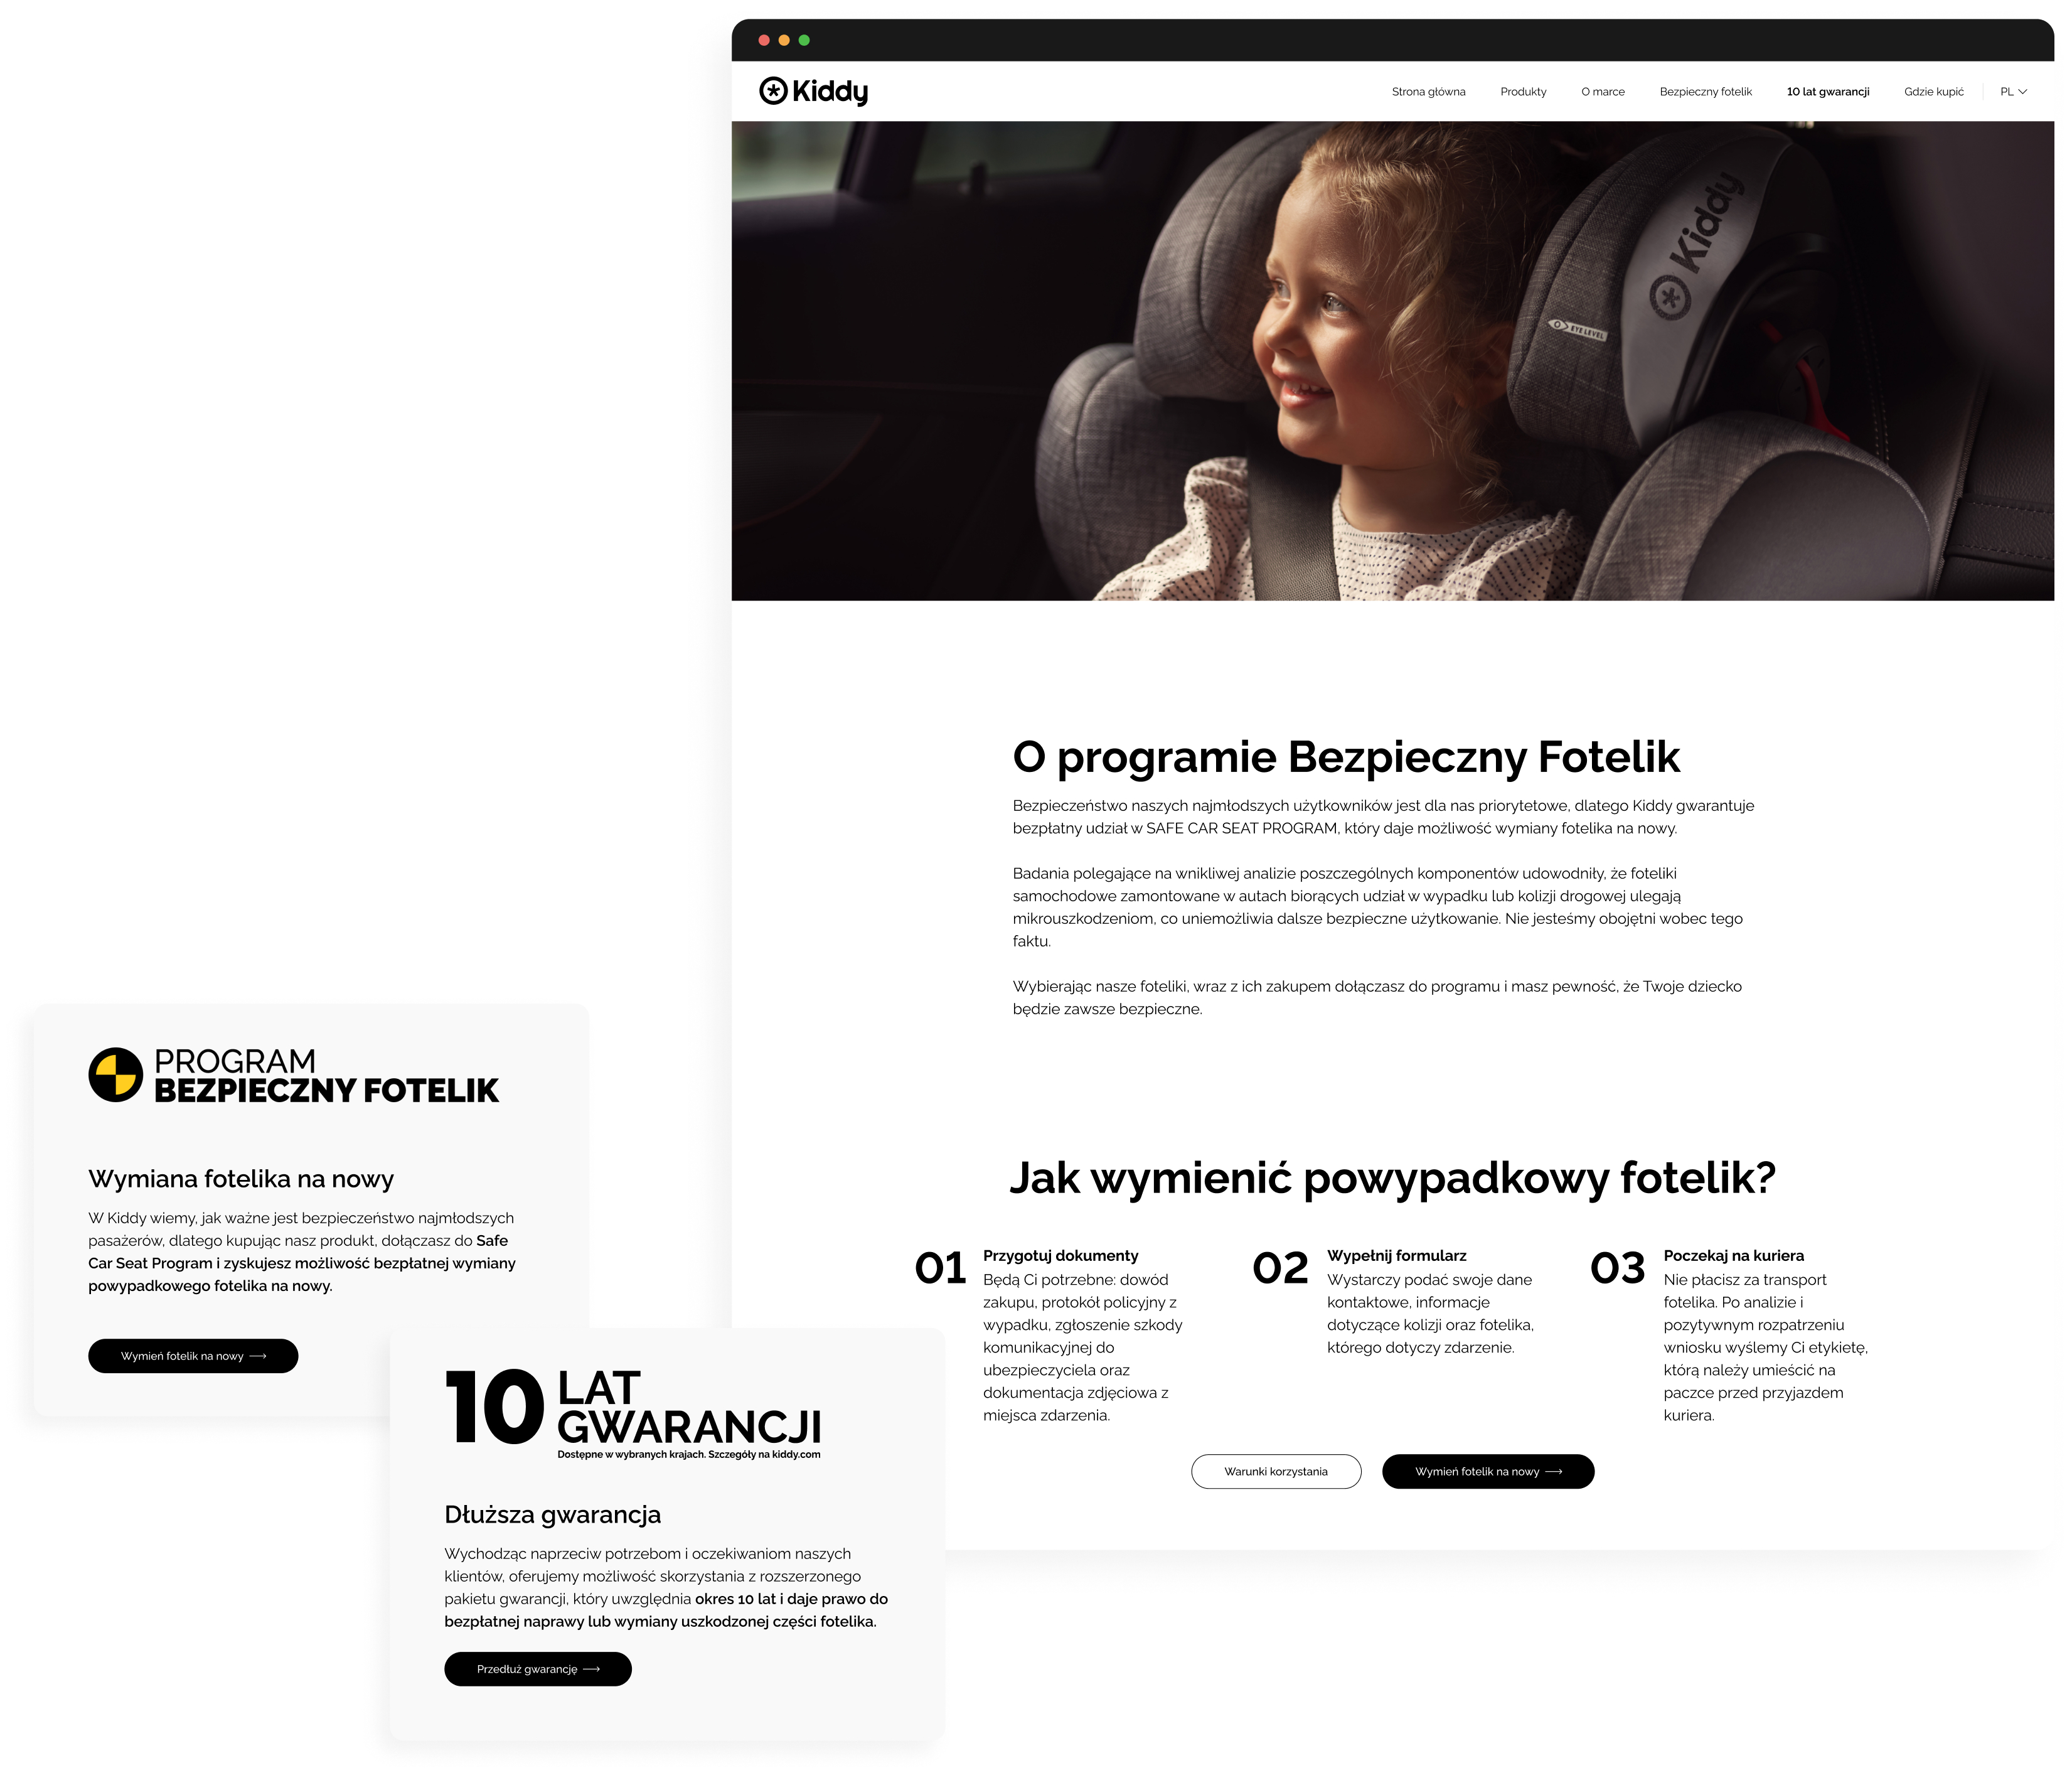 Kiddy
Strona główna
Produkty
O marce
Bezpieczny fotelik
10 lat gwarancji
Gdzie kupić
PL
Kiddy
EYE LEVEL
O programie Bezpieczny Fotelik
Bezpieczeństwo naszych najmłodszych użytkowników jest dla nas priorytetowe, dlatego Kiddy gwarantuje
bezpłatny udział w SAFE CAR SEAT PROGRAM, który daje możliwość wymiany fotelika na nowy.
Badania polegające na wnikliwej analizie poszczególnych komponentów udowodniły, że foteliki
samochodowe zamontowane w autach biorących udział w wypadku lub kolizji drogowej ulegają
mikrouszkodzeniom, co uniemożliwia dalsze bezpieczne użytkowanie. Nie jesteśmy obojętni wobec tego
faktu.
Wybierając nasze foteliki, wraz z ich zakupem dołączasz do programu i masz pewność, że Twoje dziecko
będzie zawsze bezpieczne.
Jak wymienić powypadkowy fotelik?
01
Przygotuj dokumenty
Będą Ci potrzebne: dowód
zakupu, protokół policyjny z
wypadku, zgłoszenie szkody
komunikacyjnej do
ubezpieczyciela oraz
dokumentacja zdjęciowa z
miejsca zdarzenia.
02
Wypełnij formularz
Wystarczy podać swoje dane
kontaktowe, informacje
dotyczące kolizji oraz fotelika,
którego dotyczy zdarzenie.
03
Poczekaj na kuriera
Nie płacisz za transport
fotelika. Po analizie i
pozytywnym rozpatrzeniu
wniosku wyślemy Ci etykietę,
którą należy umieścić na
paczce przed przyjazdem
kuriera.
Warunki korzystania
Wymień fotelik na nowy
PROGRAM
BEZPIECZNY FOTELIK
Wymiana fotelika na nowy
W Kiddy wiemy, jak ważne jest bezpieczeństwo najmłodszych
pasażerów, dlatego kupując nasz produkt, dołączasz do Safe
Car Seat Program i zyskujesz możliwość bezpłatnej wymiany
powypadkowego fotelika na nowy.
Wymień fotelik na nowy
10 LAT
GWARANCJI
Dostępne w wybranych krajach. Szczegóły na kiddy.com
Dłuższa gwarancja
Wychodząc naprzeciw potrzebom i oczekiwaniom naszych
klientów, oferujemy możliwość skorzystania z rozszerzonego
pakietu gwarancji, który uwzględnia okres 10 lat i daje prawo do
bezpłatnej naprawy lub wymiany uszkodzonej części fotelika.
Przedłuż gwarancję